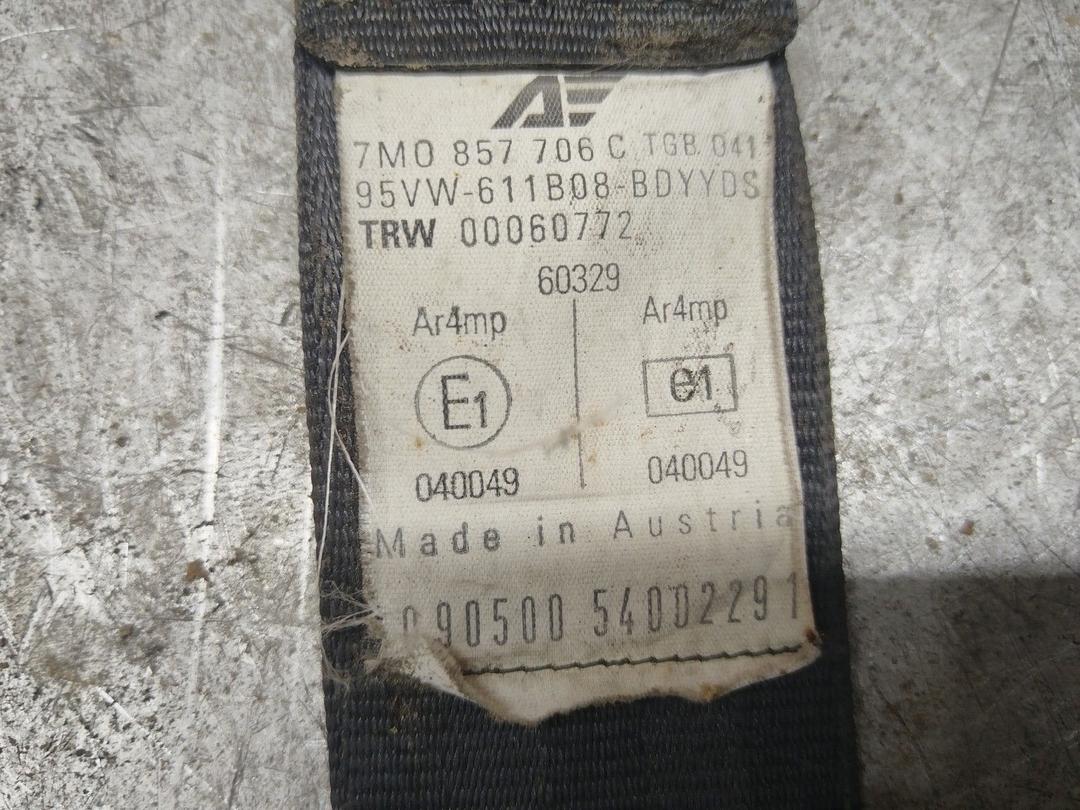 AE
7M0 857 706 C TGB 041
95VW-611B08-BDYYDS
TRW 00060772
60329
Ar4mp Ar4mp
E1 e1
040049 040049
Made in Austria
090500 54002291